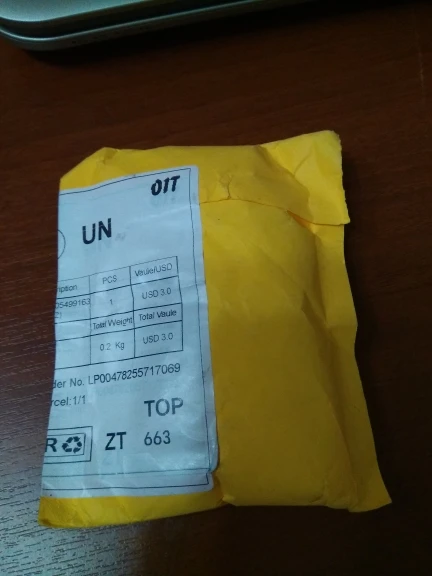 01T
UN
ription PCS Vaule/USD
05499163 1 USD 3.0
Total Weight Total Vaule
0.2 Kg USD 3.0
der No. LP00478255717069
rcel:1/1
TOP
R ZT 663